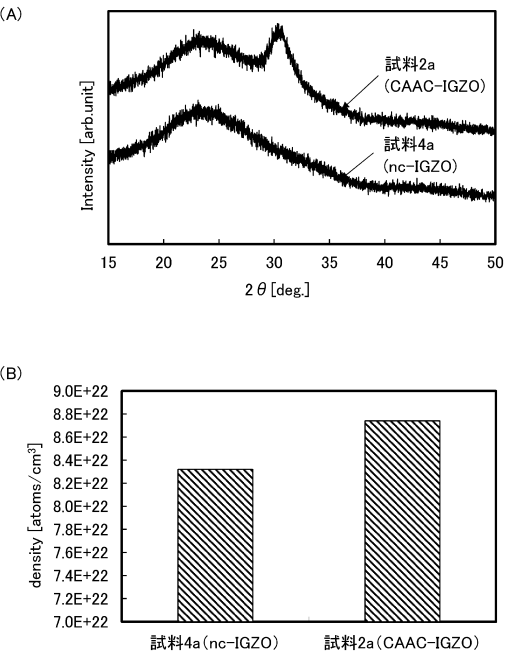 (A)
Intensity [arb.unit]
試料2a
(CAAC-IGZO)
試料4a
(nc-IGZO)
15 20 25 30 35 40 45 50
2θ[deg.]
(B)
density [atoms/cm³]
9.0E+22
8.8E+22
8.6E+22
8.4E+22
8.2E+22
8.0E+22
7.8E+22
7.6E+22
7.4E+22
7.2E+22
7.0E+22
試料4a(nc-IGZO) 試料2a(CAAC-IGZO)